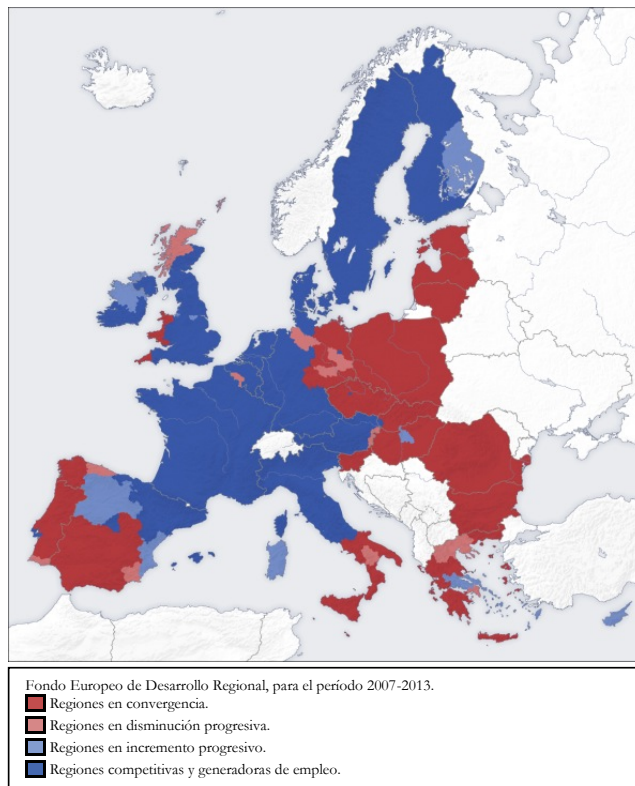 Fondo Europeo de Desarrollo Regional, para el período 2007-2013.
Regiones en convergencia.
Regiones en disminución progresiva.
Regiones en incremento progresivo.
Regiones competitivas y generadoras de empleo.